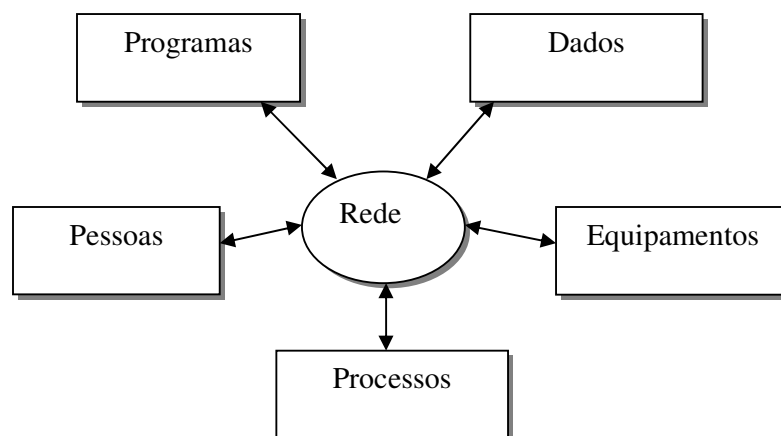 Programas
Dados
Pessoas
Rede
Equipamentos
Processos